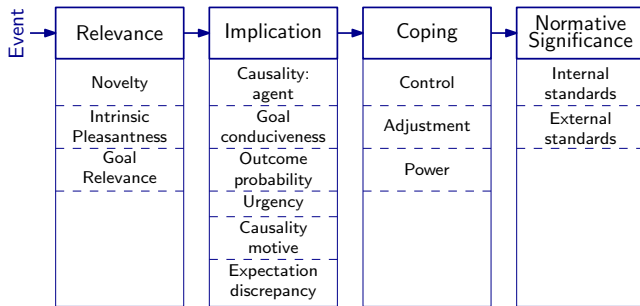 Event
Relevance
Novelty
Intrinsic
Pleasantness
Goal
Relevance
Implication
Causality:
agent
Goal
conduciveness
Outcome
probability
Urgency
Causality
motive
Expectation
discrepancy
Coping
Control
Adjustment
Power
Normative
Significance
Internal
standards
External
standards